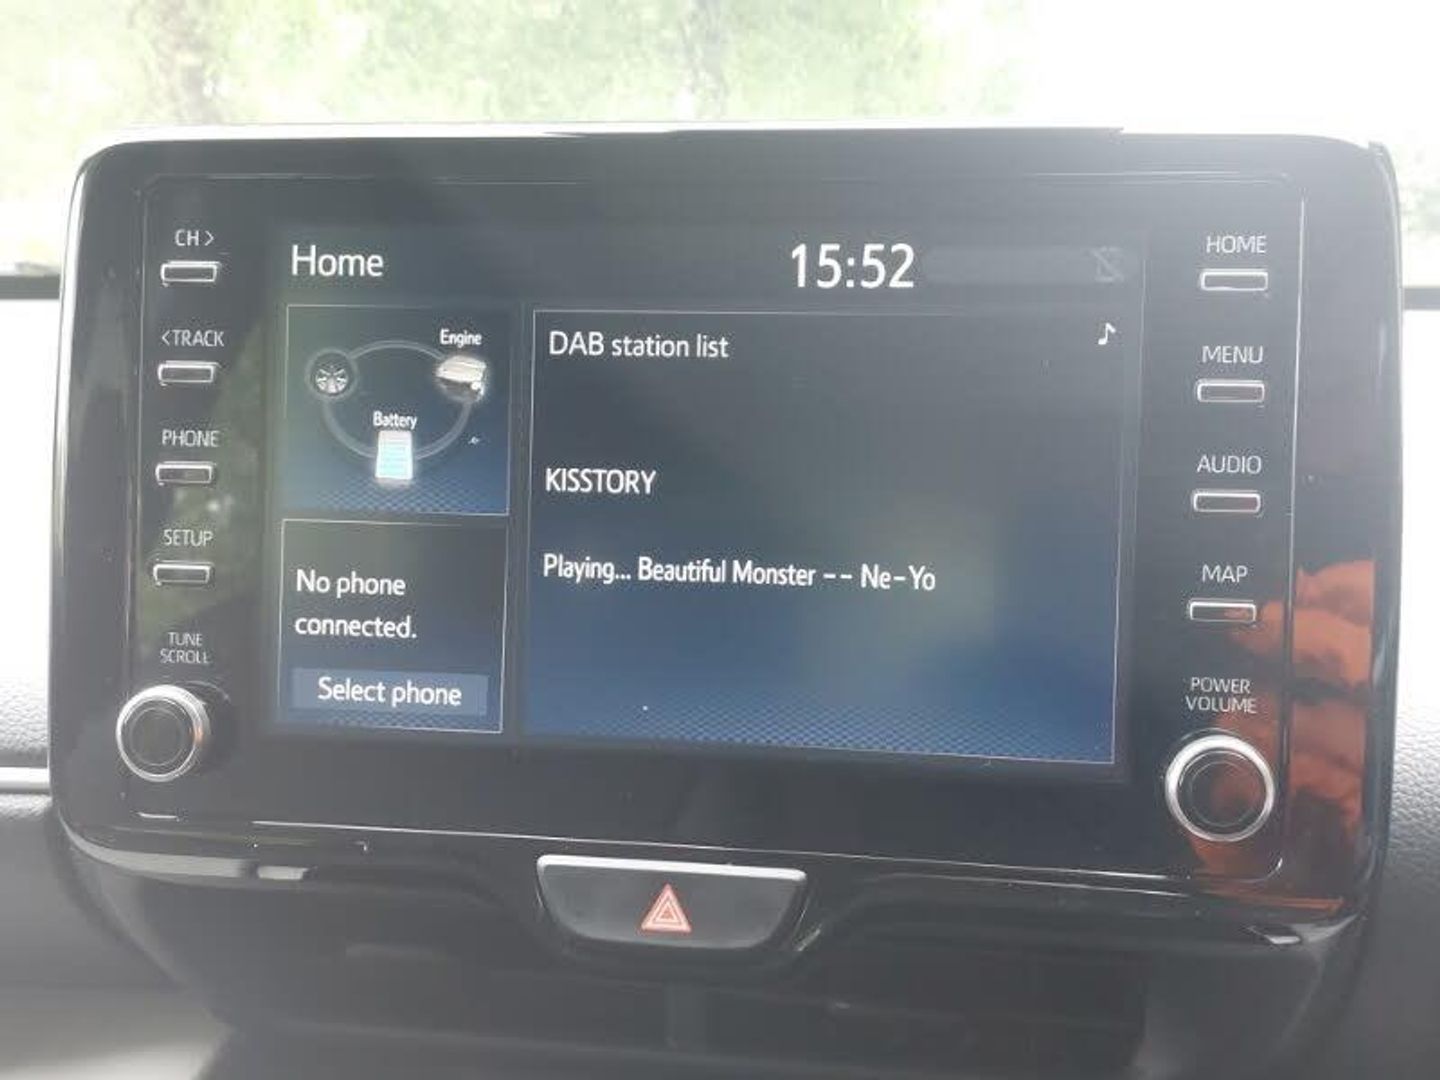 CH >
<TRACK
PHONE
SETUP
TUNE
SCROLL
Home
15:52
Engine
Battery
No phone
connected.
Select phone
DAB station list
KISSTORY
Playing... Beautiful Monster -- Ne-Yo
HOME
MENU
AUDIO
MAP
POWER
VOLUME